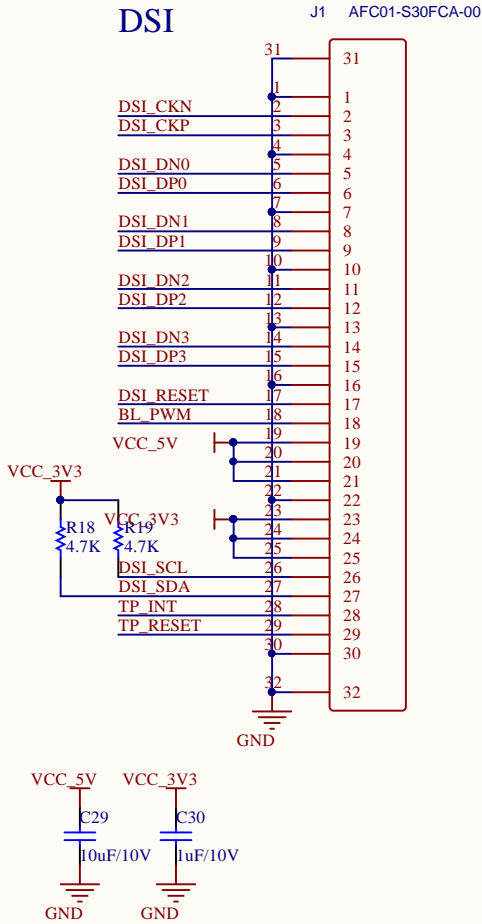 DSI
J1 AFC01-S30FCA-00
31 31
1 1
DSI_CKN 2 2
DSI_CKP 3 3
4 4
DSI_DN0 5 5
DSI_DP0 6 6
7 7
DSI_DN1 8 8
DSI_DP1 9 9
10 10
DSI_DN2 11 11
DSI_DP2 12 12
13 13
DSI_DN3 14 14
DSI_DP3 15 15
16 16
DSI_RESET 17 17
BL_PWM 18 18
VCC_5V 19 19
20 20
VCC_3V3 21 21
22 22
VCC_3V3 23 23
R18 R19 24 24
4.7K 4.7K 25 25
DSI_SCL 26 26
DSI_SDA 27 27
TP_INT 28 28
TP_RESET 29 29
30 30
32 32
GND
VCC_5V VCC_3V3
C29 C30
10uF/10V 1uF/10V
GND GND